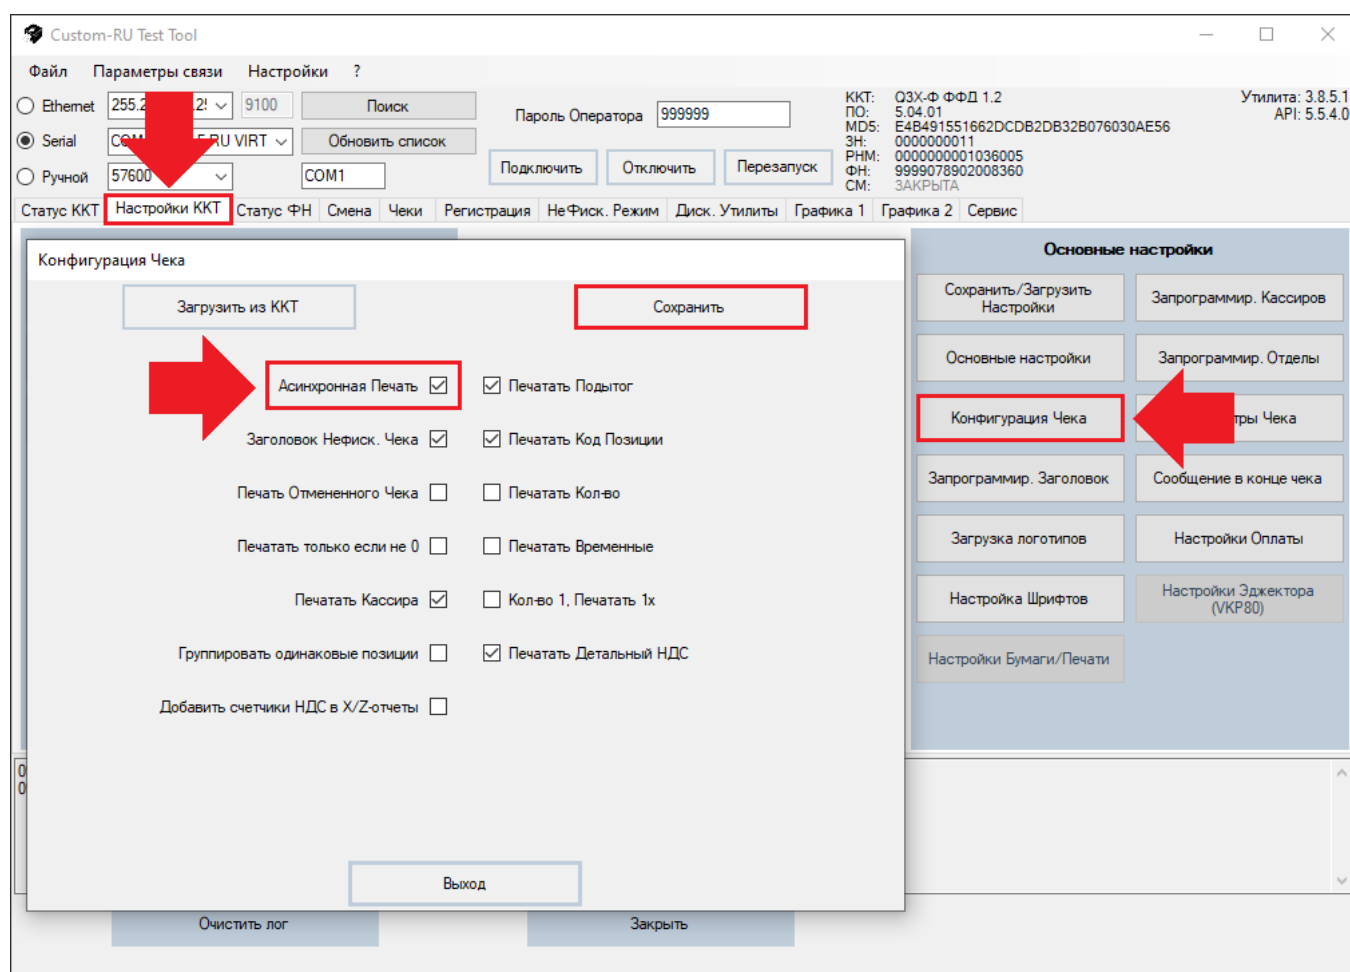 Custom-RU Test Tool
Файл Параметры связи Настройки ?
Ethernet 255.2 9100 Поиск
Serial RU VIRT Обновить список
Ручной 57600 COM1
Пароль Оператора 999999
Подключить Отключить Перезапуск
ККТ: Q3X-Ф ФФД 1.2
ПО: 5.04.01
MD5: E4B491551662DCDB2DB32B076030AE56
ЗН: 0000000011
РНМ: 0000000001036005
ФН: 9999078902008360
СМ: ЗАКРЫТА
Утилита: 3.8.5.1
API: 5.5.4.0
Статус ККТ Настройки ККТ Статус ФН Смена Чеки Регистрация НеФиск. Режим Диск. Утилиты Графика 1 Графика 2 Сервис
Конфигурация Чека
Загрузить из ККТ Сохранить
Асинхронная Печать Печатать Подытог
Заголовок Нефиск. Чека Печатать Код Позиции
Печать Отмененного Чека Печатать Кол-во
Печатать только если не 0 Печатать Временные
Печатать Кассира Кол-во 1, Печатать 1x
Группировать одинаковые позиции Печатать Детальный НДС
Добавить счетчики НДС в X/Z-отчеты
Выход
Основные настройки
Сохранить/Загрузить
Настройки
Запрограммир. Кассиров
Основные настройки Запрограммир. Отделы
Конфигурация Чека Чека
Запрограммир. Заголовок Сообщение в конце чека
Загрузка логотипов Настройки Оплаты
Настройка Шрифтов
Настройки Эджектора
(VKP80)
Настройки Бумаги/Печати
0
0
Очистить лог Закрыть